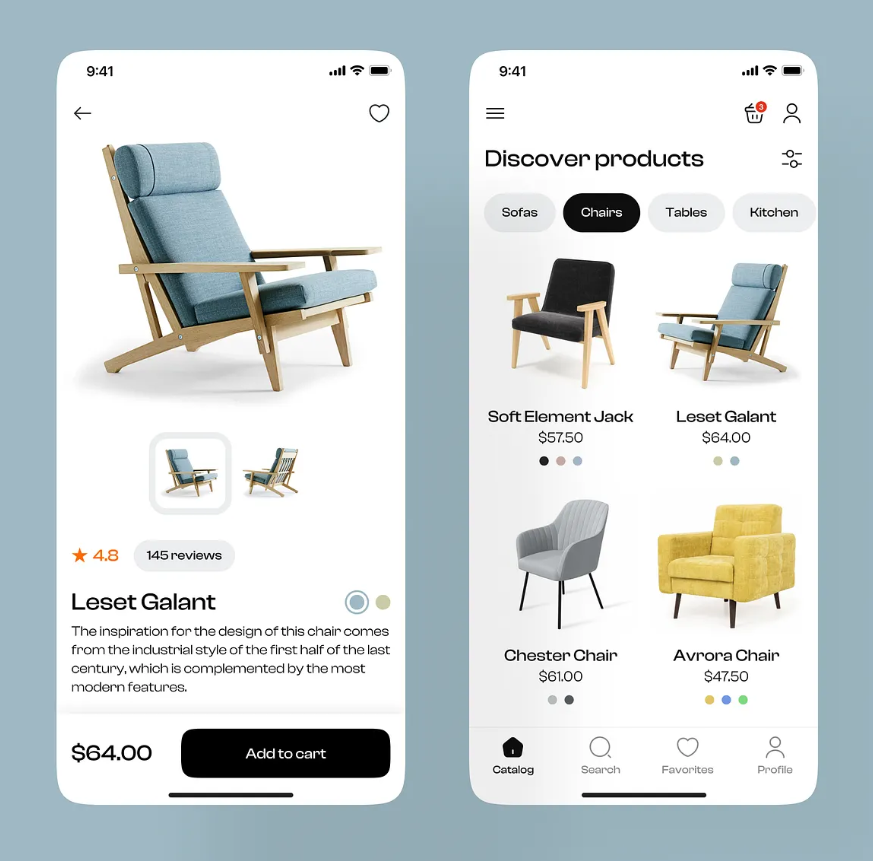 9:41
4.8
145 reviews
Leset Galant
The inspiration for the design of this chair comes
from the industrial style of the first half of the last
century, which is complemented by the most
modern features.
$64.00
Add to cart
9:41
3
Discover products
Sofas
Chairs
Tables
Kitchen
Soft Element Jack
$57.50
Leset Galant
$64.00
Chester Chair
$61.00
Avrora Chair
$47.50
Catalog
Search
Favorites
Profile